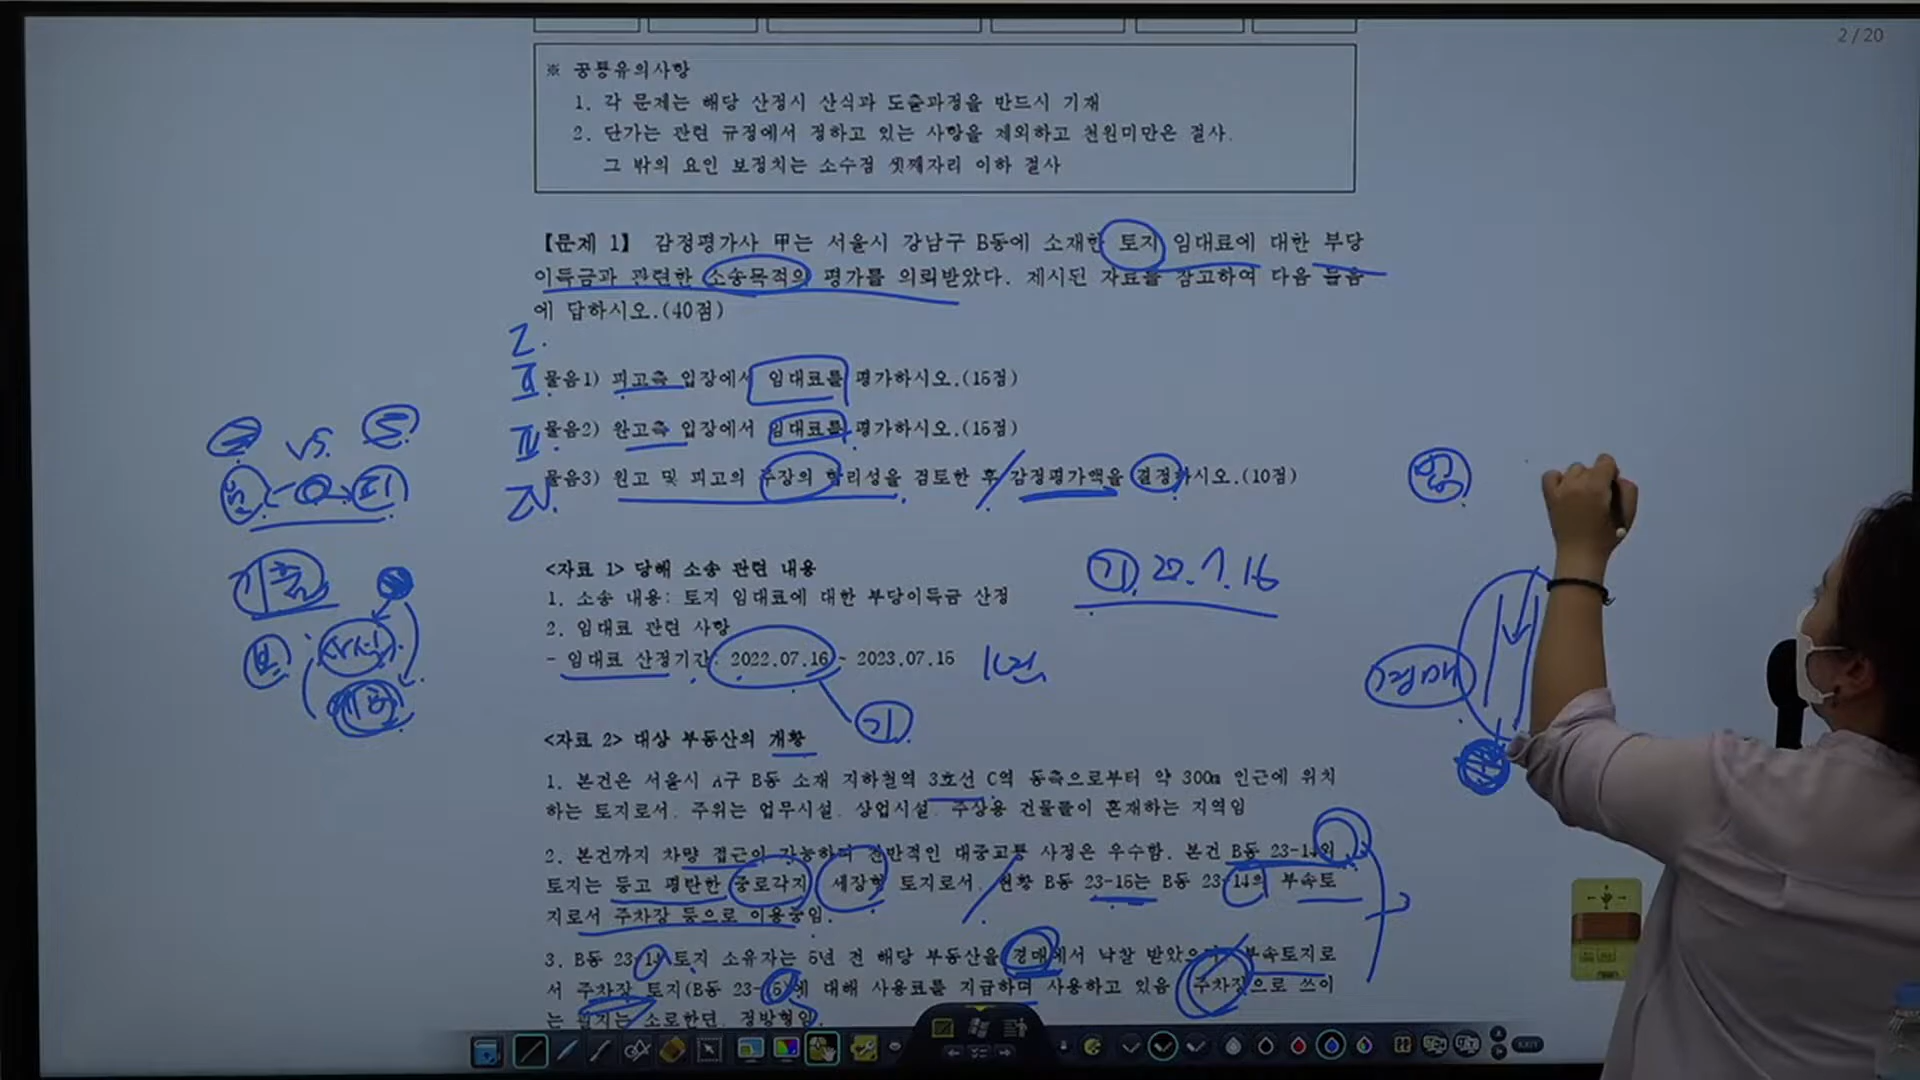 2 / 20
※ 공통유의사항
1. 각 문제는 해당 산정시 산식과 도출과정을 반드시 기재
2. 단가는 관련 규정에서 정하고 있는 사항을 제외하고 천원미만은 절사.
그 밖의 요인 보정치는 소수점 셋째자리 이하 절사
【문제 1】 감정평가사 甲는 서울시 강남구 B동에 소재한 토지 임대료에 대한 부당
이득금과 관련한 소송목적의 평가를 의뢰받았다. 제시된 자료를 참고하여 다음 물음
에 답하시오.(40점)
I.
II 물음1) 피고측 입장에서 임대료를 평가하시오.(15점)
물음2) 원고측 입장에서 임대료를 평가하시오.(15점)
VS.
물음3) 원고 및 피고의 주장의 합리성을 검토한 후 감정평가액을 결정하시오.(10점)
IV
피
기출
<자료 1> 당해 소송 관련 내용
기 22.7.16
1. 소송 내용: 토지 임대료에 대한 부당이득금 산정
2. 임대료 관련 사항
- 임대료 산정기간: 2022.07.16 ~ 2023.07.15
경매
기
<자료 2> 대상 부동산의 개황
1. 본건은 서울시 A구 B동 소재 지하철역 3호선 C역 동측으로부터 약 300m 인근에 위치
하는 토지로서, 주위는 업무시설, 상업시설, 주상용 건물들이 혼재하는 지역임
2. 본건까지 차량 접근이 가능하며 전반적인 대중교통 사정은 우수함. 본건 B동 23-14의
토지는 등고 평탄한 중로각지 세장형 토지로서, 현황 B동 23-15는 B동 23-14의 부속토
지로서 주차장 등으로 이용중임.
3. B동 23-14 토지 소유자는 5년 전 해당 부동산을 경매에서 낙찰 받았으며 부속토지로
서 주차장 토지(B동 23-15)에 대해 사용료를 지급하며 사용하고 있음 주차장으로 쓰이
는 필지는 소로한면, 정방형임.
EXIT